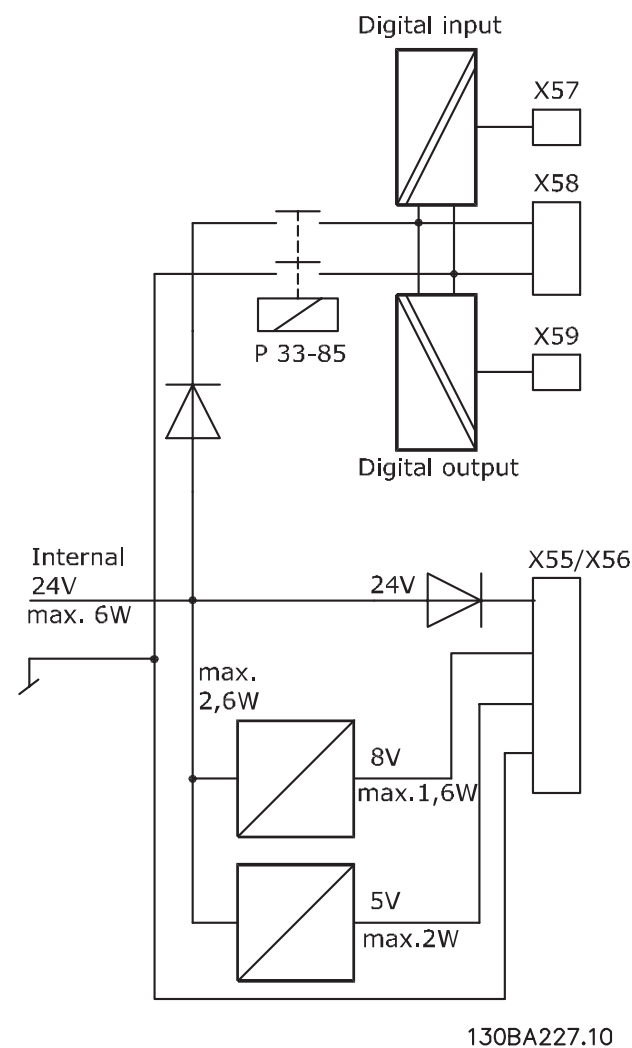 Digital input
X57
X58
P 33-85
X59
Digital output
Internal
24V
max. 6W
24V
X55/X56
max.
2,6W
8V
max.1,6W
5V
max.2W
130BA227.10